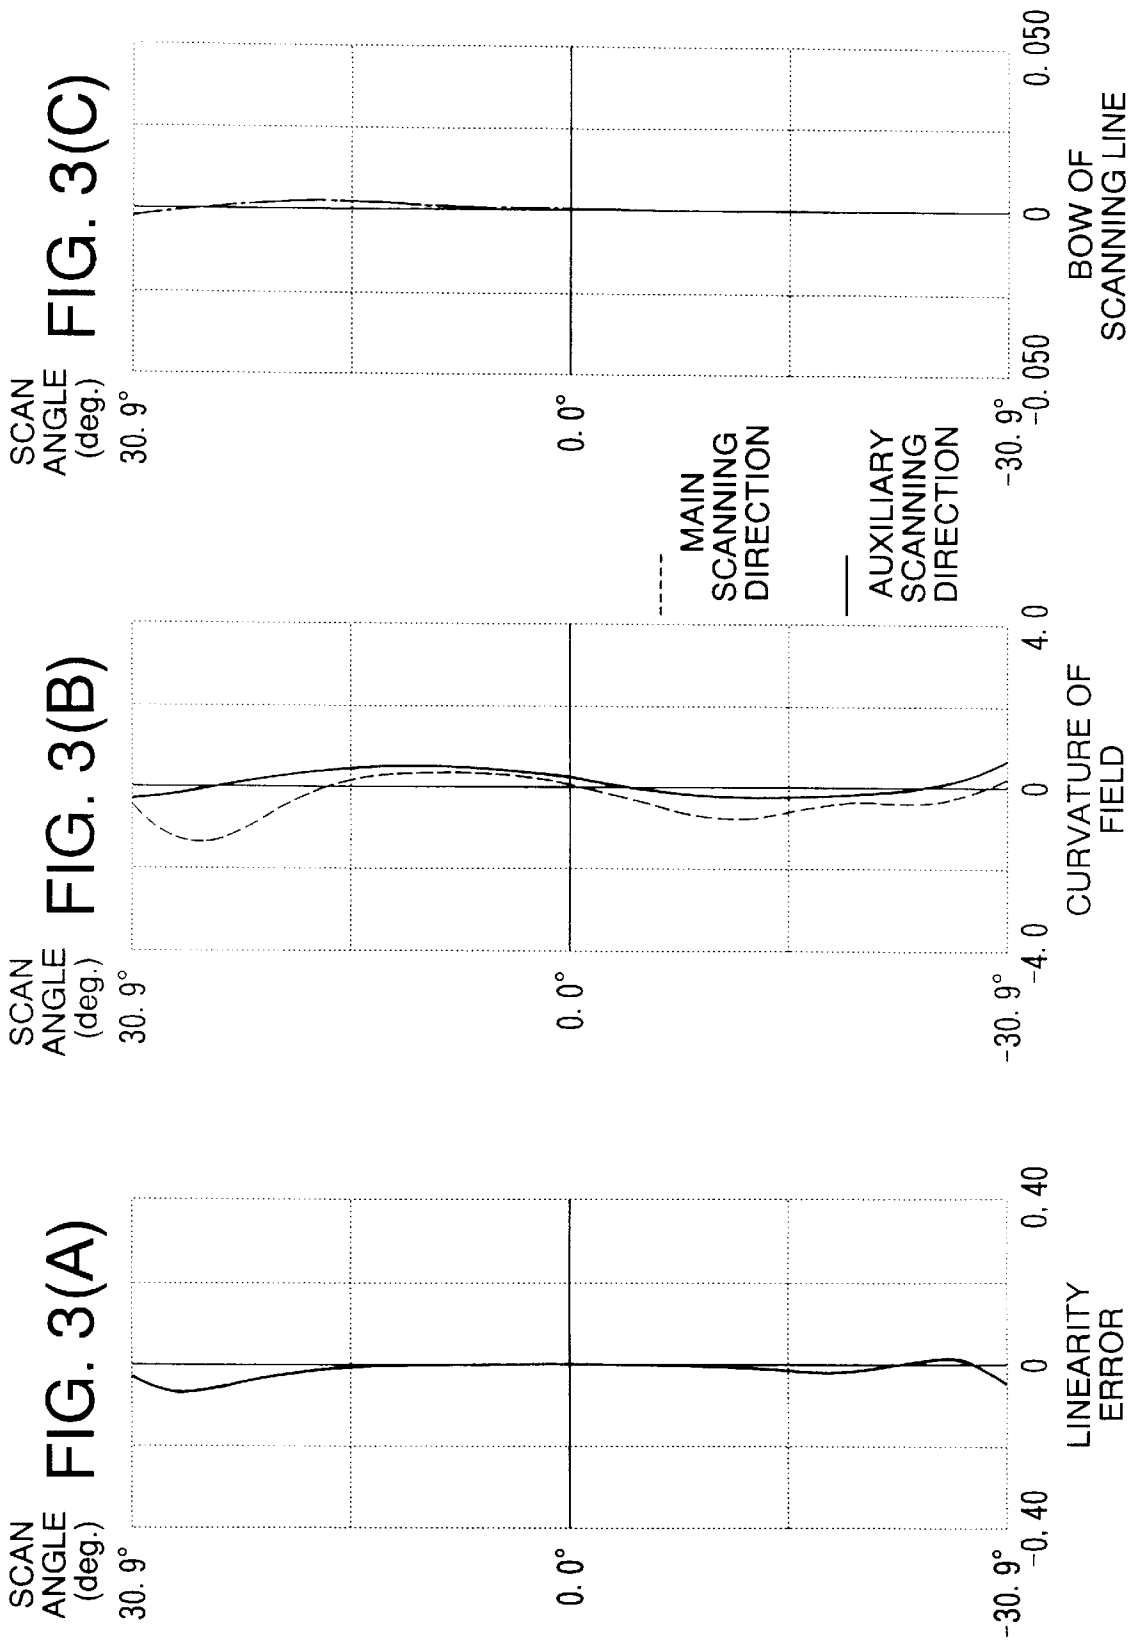 FIG. 3(A)
SCAN
ANGLE
(deg.)
30. 9°
0. 0°
-30. 9°
-0. 40
0
0. 40
LINEARITY
ERROR
FIG. 3(B)
SCAN
ANGLE
(deg.)
30. 9°
0. 0°
-30. 9°
-4. 0
0
4. 0
CURVATURE OF
FIELD
MAIN
SCANNING
DIRECTION
AUXILIARY
SCANNING
DIRECTION
FIG. 3(C)
SCAN
ANGLE
(deg.)
30. 9°
0. 0°
-30. 9°
-0. 050
0
0. 050
BOW OF
SCANNING LINE